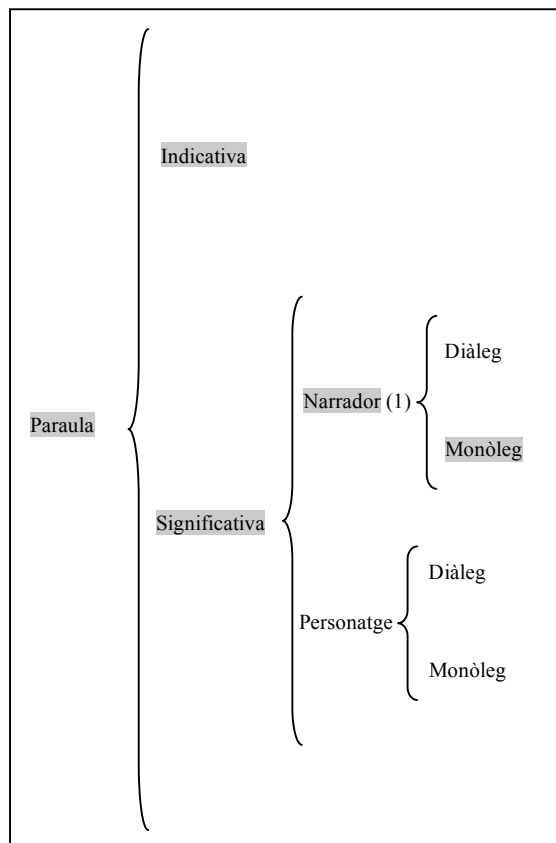 Indicativa
Diàleg
Narrador (1)
Paraula
Monòleg
Significativa
Diàleg
Personatge
Monòleg